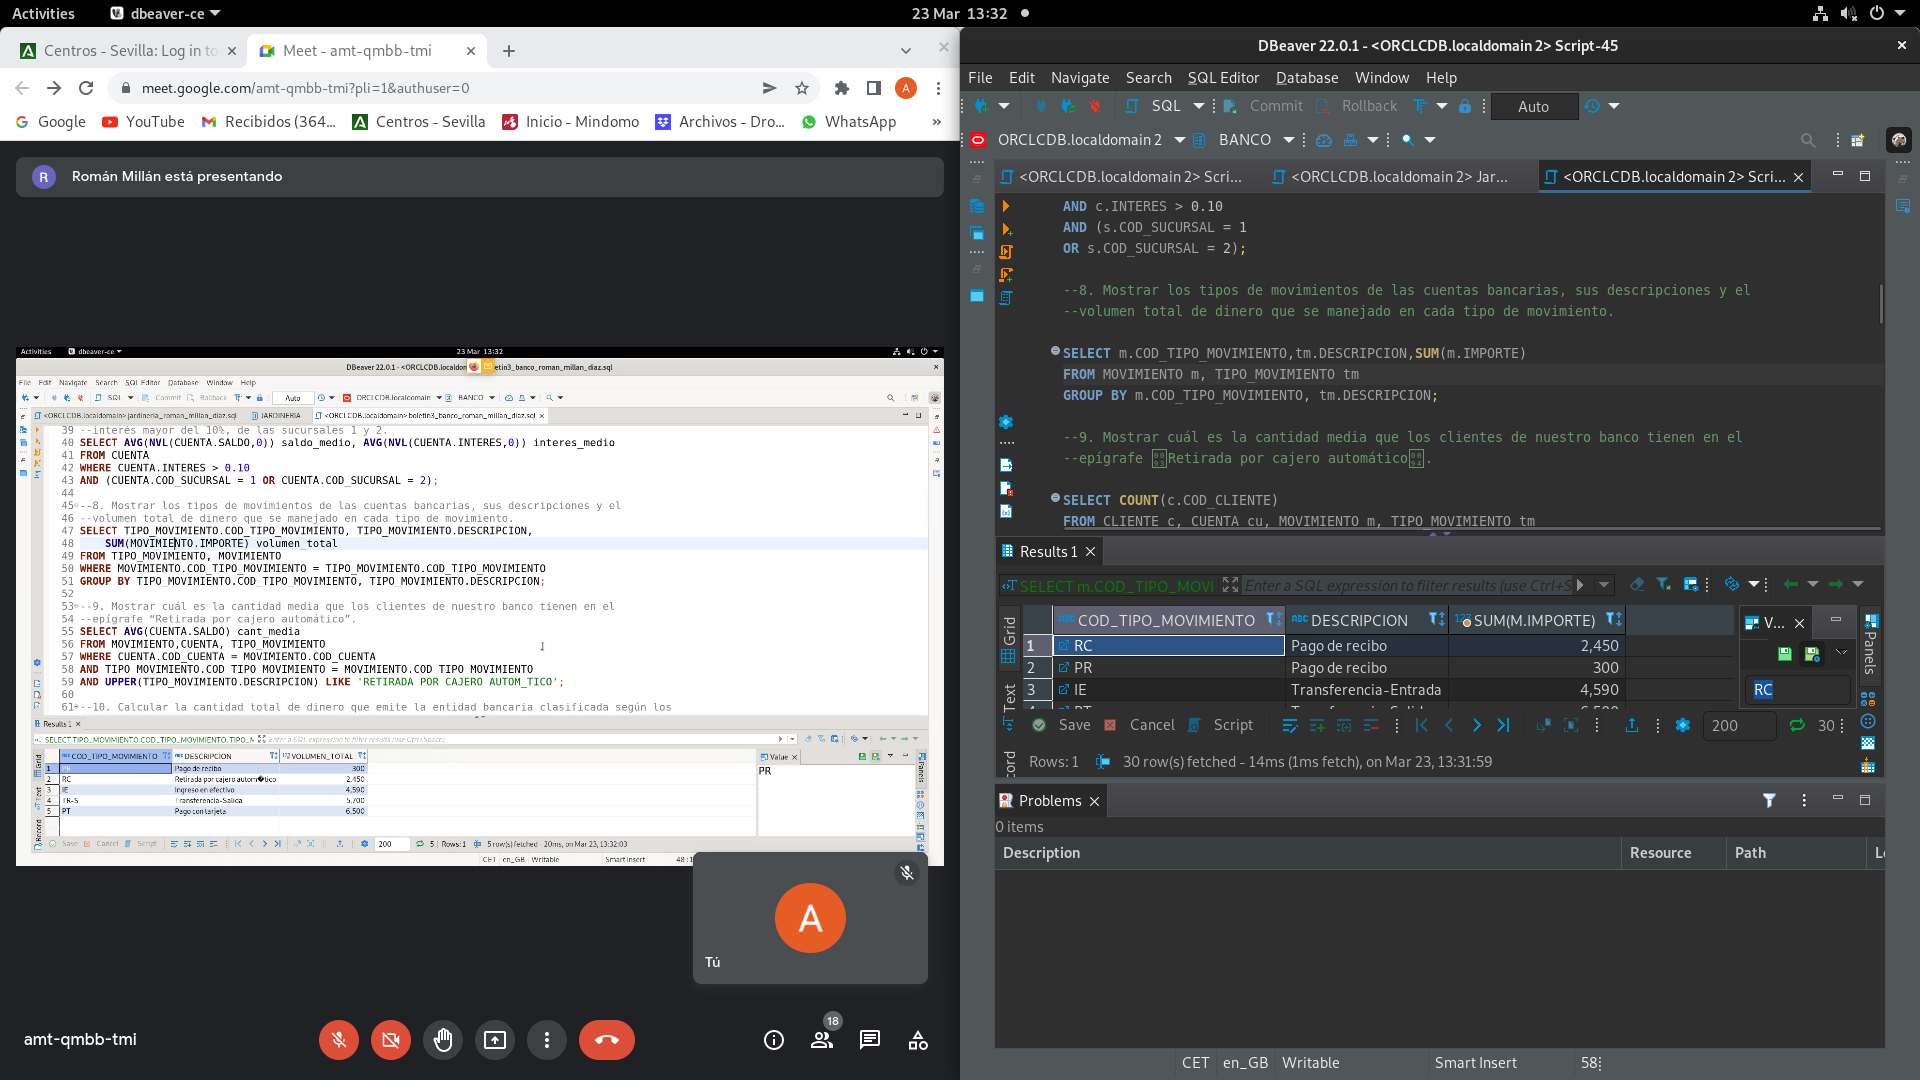 Activities
dbeaver-ce
23 Mar 13:32
Centros - Sevilla: Log in to
Meet - amt-qmbb-tmi
meet.google.com/amt-qmbb-tmi?pli=1&authuser=0
A
Google
YouTube
Recibidos (364...
Centros - Sevilla
Inicio - Mindomo
Archivos - Dro...
WhatsApp
»
R
Román Millán está presentando
Activities
dbeaver-ce
23 Mar 13:32
DBeaver 22.0.1 - <ORCLCDB.localdon
etin3_banco_roman_millan_diaz.sql
File Edit Navigate Search SQL Editor Database Window Help
SQL
Commit
Rollback
Auto
ORCLCDB.localdomain
BANCO
<ORCLCDB.localdomain> jardineria_roman_millan_diaz.sql
JARDINERIA
<ORCLCDB.localdomain> boletin3_banco_roman_millan_diaz.sql
39 --interés mayor del 10%, de las sucursales 1 y 2.
40 SELECT AVG(NVL(CUENTA.SALDO,0)) saldo_medio, AVG(NVL(CUENTA.INTERES,0)) interes_medio
41 FROM CUENTA
42 WHERE CUENTA.INTERES > 0.10
43 AND (CUENTA.COD_SUCURSAL = 1 OR CUENTA.COD_SUCURSAL = 2);
44
45 --8. Mostrar los tipos de movimientos de las cuentas bancarias, sus descripciones y el
46 --volumen total de dinero que se manejado en cada tipo de movimiento.
47 SELECT TIPO_MOVIMIENTO.COD_TIPO_MOVIMIENTO, TIPO_MOVIMIENTO.DESCRIPCION,
48 SUM(MOVIMIENTO.IMPORTE) volumen_total
49 FROM TIPO_MOVIMIENTO, MOVIMIENTO
50 WHERE MOVIMIENTO.COD_TIPO_MOVIMIENTO = TIPO_MOVIMIENTO.COD_TIPO_MOVIMIENTO
51 GROUP BY TIPO_MOVIMIENTO.COD_TIPO_MOVIMIENTO, TIPO_MOVIMIENTO.DESCRIPCION;
52
53 --9. Mostrar cuál es la cantidad media que los clientes de nuestro banco tienen en el
54 --epígrafe “Retirada por cajero automático”.
55 SELECT AVG(CUENTA.SALDO) cant_media
56 FROM MOVIMIENTO,CUENTA, TIPO_MOVIMIENTO
57 WHERE CUENTA.COD_CUENTA = MOVIMIENTO.COD_CUENTA
58 AND TIPO_MOVIMIENTO.COD_TIPO_MOVIMIENTO = MOVIMIENTO.COD_TIPO_MOVIMIENTO
59 AND UPPER(TIPO_MOVIMIENTO.DESCRIPCION) LIKE 'RETIRADA POR CAJERO AUTOM_TICO';
60
61 --10. Calcular la cantidad total de dinero que emite la entidad bancaria clasificada según los
Results 1
SELECT TIPO_MOVIMIENTO.COD_TIPO_MOVIMIENTO, TIPO_M
Enter a SQL expression to filter results (use Ctrl+Space)
Grid
COD_TIPO_MOVIMIENTO DESCRIPCION VOLUMEN_TOTAL
1 PR Pago de recibo 300
2 RC Retirada por cajero autom�tico 2,450
3 IE Ingreso en efectivo 4,590
4 TR-S Transferencia-Salida 5,700
5 PT Pago con tarjeta 6,500
Value
PR
Panels
Text
Record
Save Cancel Script
200
5
Rows: 1
5 row(s) fetched - 20ms, on Mar 23, 13:32:03
CET en_GB Writable Smart Insert
A
Tú
amt-qmbb-tmi
18
DBeaver 22.0.1 - <ORCLCDB.localdomain 2> Script-45
File Edit Navigate Search SQL Editor Database Window Help
SQL
Commit
Rollback
Auto
ORCLCDB.localdomain 2
BANCO
<ORCLCDB.localdomain 2> Scri...
<ORCLCDB.localdomain 2> Jar...
<ORCLCDB.localdomain 2> Scri...
AND c.INTERES > 0.10
AND (s.COD_SUCURSAL = 1
OR s.COD_SUCURSAL = 2);
--8. Mostrar los tipos de movimientos de las cuentas bancarias, sus descripciones y el
--volumen total de dinero que se manejado en cada tipo de movimiento.
SELECT m.COD_TIPO_MOVIMIENTO,tm.DESCRIPCION,SUM(m.IMPORTE)
FROM MOVIMIENTO m, TIPO_MOVIMIENTO tm
GROUP BY m.COD_TIPO_MOVIMIENTO, tm.DESCRIPCION;
--9. Mostrar cuál es la cantidad media que los clientes de nuestro banco tienen en el
--epígrafe Retirada por cajero automático.
SELECT COUNT(c.COD_CLIENTE)
FROM CLIENTE c, CUENTA cu, MOVIMIENTO m, TIPO_MOVIMIENTO tm
Results 1
SELECT m.COD_TIPO_MOVI
Enter a SQL expression to filter results (use Ctrl+S
Grid
COD_TIPO_MOVIMIENTO DESCRIPCION SUM(M.IMPORTE)
1 RC Pago de recibo 2,450
2 PR Pago de recibo 300
3 IE Transferencia-Entrada 4,590
V...
RC
Panels
Text
Save Cancel Script
200
30
Rows: 1
30 row(s) fetched - 14ms (1ms fetch), on Mar 23, 13:31:59
Problems
0 items
Description Resource Path
CET en_GB Writable Smart Insert 58